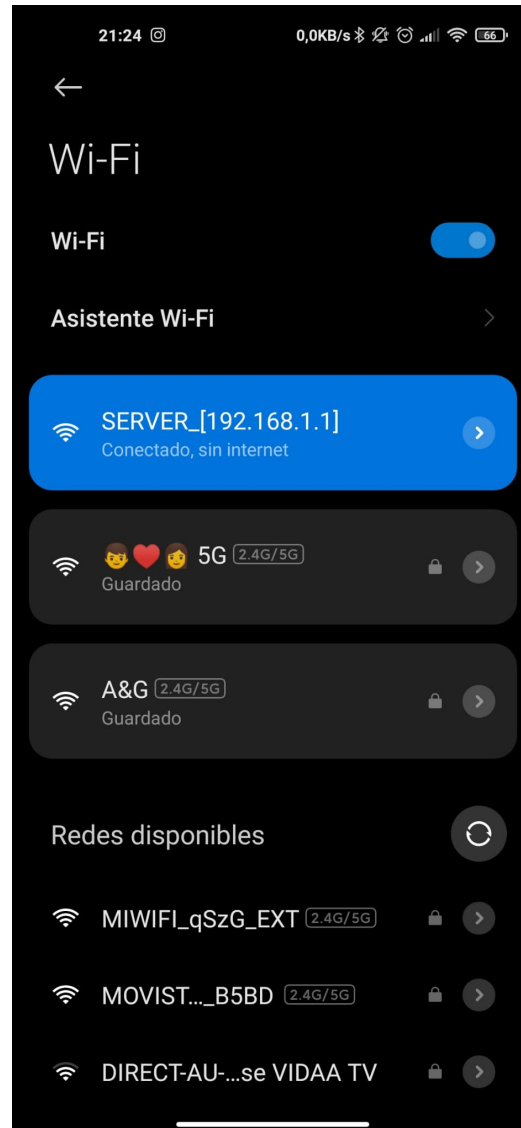 21:24 0,0KB/s 66
Wi-Fi
Wi-Fi
Asistente Wi-Fi
SERVER_[192.168.1.1]
Conectado, sin internet
👦❤️👩 5G 2.4G/5G
Guardado
A&G 2.4G/5G
Guardado
Redes disponibles
MIWIFI_qSzG_EXT 2.4G/5G
MOVIST..._B5BD 2.4G/5G
DIRECT-AU-...se VIDAA TV